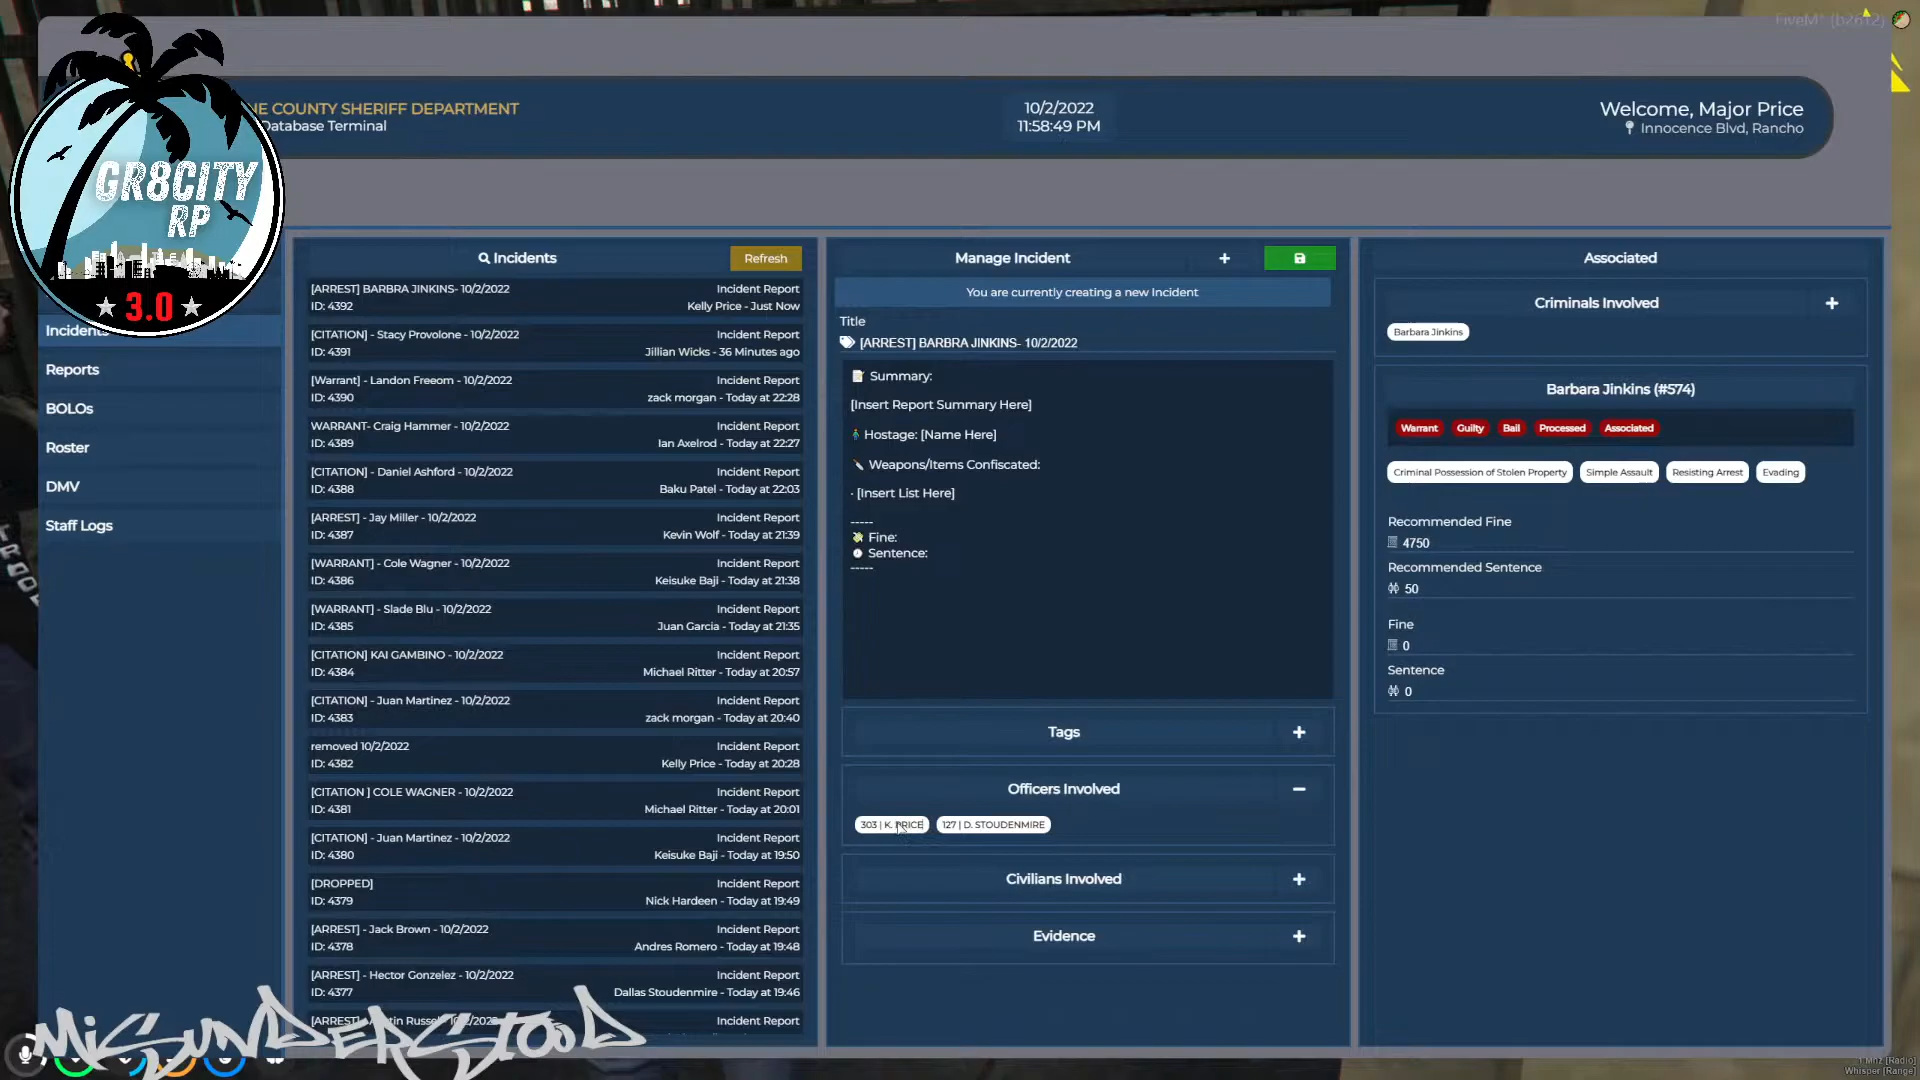 FiveM® (b2612)
HE COUNTY SHERIFF DEPARTMENT
Database Terminal
10/2/2022
11:58:49 PM
Welcome, Major Price
Innocence Blvd, Rancho
GR8CITY
RP
3.0
Incidents
Reports
BOLOs
Roster
DMV
Staff Logs
Incidents
Refresh
[ARREST] BARBRA JINKINS- 10/2/2022 Incident Report
ID: 4392 Kelly Price - Just Now
[CITATION] - Stacy Provolone - 10/2/2022 Incident Report
ID: 4391 Jillian Wicks - 36 Minutes ago
[Warrant] - Landon Freeom - 10/2/2022 Incident Report
ID: 4390 zack morgan - Today at 22:28
WARRANT- Craig Hammer - 10/2/2022 Incident Report
ID: 4389 Ian Axelrod - Today at 22:27
[CITATION] - Daniel Ashford - 10/2/2022 Incident Report
ID: 4388 Baku Patel - Today at 22:03
[ARREST] - Jay Miller - 10/2/2022 Incident Report
ID: 4387 Kevin Wolf - Today at 21:39
[WARRANT] - Cole Wagner - 10/2/2022 Incident Report
ID: 4386 Keisuke Baji - Today at 21:38
[WARRANT] - Slade Blu - 10/2/2022 Incident Report
ID: 4385 Juan Garcia - Today at 21:35
[CITATION] KAI GAMBINO - 10/2/2022 Incident Report
ID: 4384 Michael Ritter - Today at 20:57
[CITATION] - Juan Martinez - 10/2/2022 Incident Report
ID: 4383 zack morgan - Today at 20:40
removed 10/2/2022 Incident Report
ID: 4382 Kelly Price - Today at 20:28
[CITATION ] COLE WAGNER - 10/2/2022 Incident Report
ID: 4381 Michael Ritter - Today at 20:01
[CITATION] - Juan Martinez - 10/2/2022 Incident Report
ID: 4380 Keisuke Baji - Today at 19:50
[DROPPED] Incident Report
ID: 4379 Nick Hardeen - Today at 19:49
[ARREST] - Jack Brown - 10/2/2022 Incident Report
ID: 4378 Andres Romero - Today at 19:48
[ARREST] - Hector Gonzelez - 10/2/2022 Incident Report
ID: 4377 Dallas Stoudenmire - Today at 19:46
[ARREST] Incident Report
MiSUNDERSTOOD
Manage Incident +
You are currently creating a new Incident
Title
[ARREST] BARBRA JINKINS- 10/2/2022
📝 Summary:
[Insert Report Summary Here]
Hostage: [Name Here]
Weapons/Items Confiscated:
· [Insert List Here]
-----
Fine:
Sentence:
-----
Tags +
Officers Involved −
303 | K. PRICE 127 | D. STOUDENMIRE
Civilians Involved +
Evidence +
Associated
Criminals Involved +
Barbara Jinkins
Barbara Jinkins (#574)
Warrant Guilty Bail Processed Associated
Criminal Possession of Stolen Property Simple Assault Resisting Arrest Evading
Recommended Fine
4750
Recommended Sentence
50
Fine
0
Sentence
0
1 Mhz [Radio]
Whisper [Range]